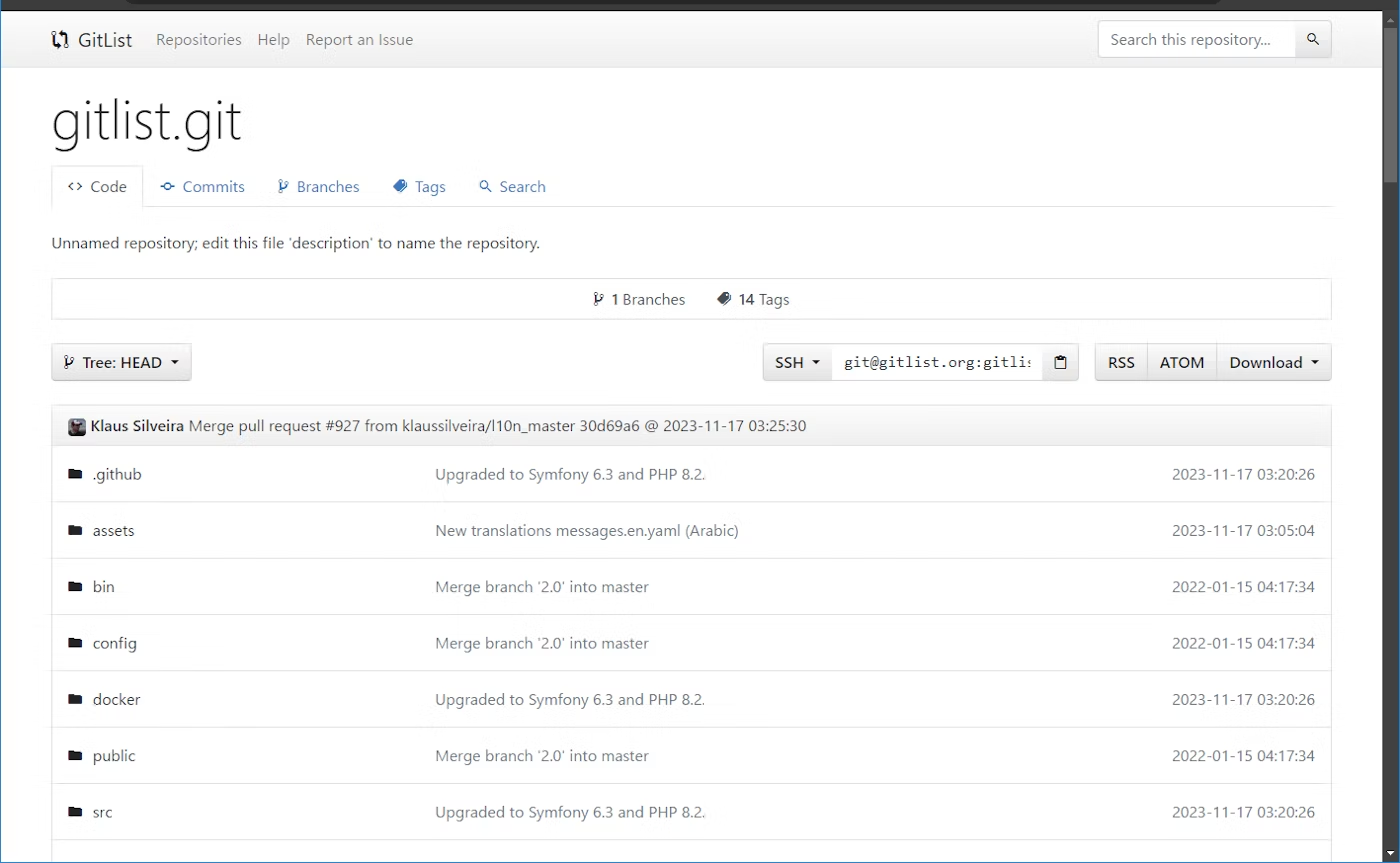 GitList Repositories Help Report an Issue Search this repository...
gitlist.git
Code Commits Branches Tags Search
Unnamed repository; edit this file 'description' to name the repository.
1 Branches 14 Tags
Tree: HEAD SSH git@gitlist.org:gitlis RSS ATOM Download
Klaus Silveira Merge pull request #927 from klaussilveira/l10n_master 30d69a6 @ 2023-11-17 03:25:30
.github Upgraded to Symfony 6.3 and PHP 8.2. 2023-11-17 03:20:26
assets New translations messages.en.yaml (Arabic) 2023-11-17 03:05:04
bin Merge branch '2.0' into master 2022-01-15 04:17:34
config Merge branch '2.0' into master 2022-01-15 04:17:34
docker Upgraded to Symfony 6.3 and PHP 8.2. 2023-11-17 03:20:26
public Merge branch '2.0' into master 2022-01-15 04:17:34
src Upgraded to Symfony 6.3 and PHP 8.2. 2023-11-17 03:20:26